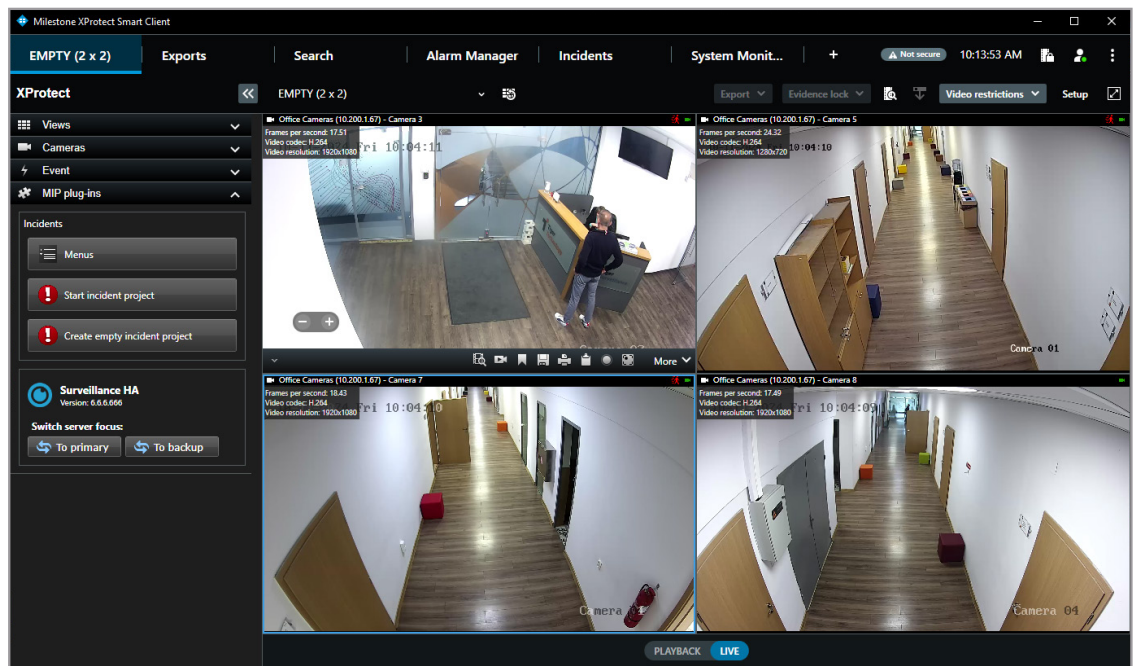 Milestone XProtect Smart Client
EMPTY (2 x 2)
Exports
Search
Alarm Manager
Incidents
System Monit...
+
Not secure
10:13:53 AM
XProtect
EMPTY (2 x 2)
Export
Evidence lock
Video restrictions
Setup
Views
Cameras
Event
MIP plug-ins
Incidents
Menus
Start incident project
Create empty incident project
Surveillance HA
Version: 6.6.6.666
Switch server focus:
To primary
To backup
Office Cameras (10.200.1.67) - Camera 3
Frames per second: 17.51
Video codec: H.264
Video resolution: 1920x1080
Fri 10:04:11
More
Office Cameras (10.200.1.67) - Camera 5
Frames per second: 24.32
Video codec: H.264
Video resolution: 1280x720
10:04:10
Camera 01
Office Cameras (10.200.1.67) - Camera 7
Frames per second: 18.43
Video codec: H.264
Video resolution: 1920x1080
Fri 10:04:10
Camera
Office Cameras (10.200.1.67) - Camera 8
Frames per second: 17.49
Video codec: H.264
Video resolution: 1920x1080
Fri 10:04:09
Camera 04
PLAYBACK
LIVE